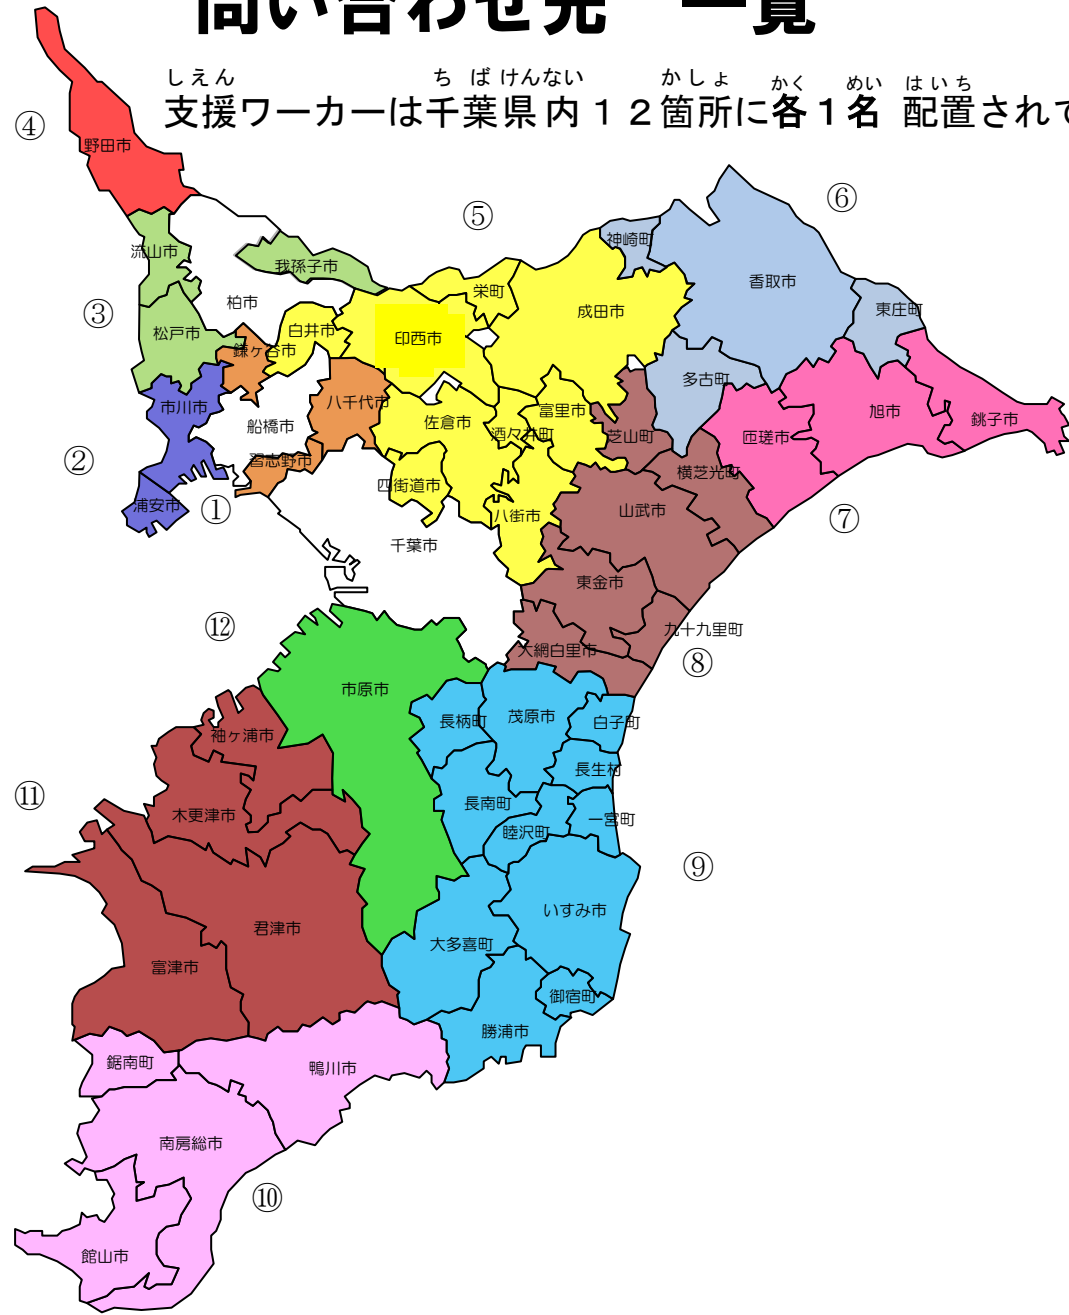 問い合わせ先 一覧
しえん ちばけんない かしょ かく めい はいち
支援ワーカーは千葉県内１２箇所に各１名 配置されて
④
野田市
⑤
⑥
流山市
我孫子市
神崎町
香取市
栄町
成田市
東庄町
③
柏市
松戸市
白井市
印西市
鎌ヶ谷市
多古町
市川市
八千代市
船橋市
佐倉市
酒々井町
富里市
芝山町
匝瑳市
旭市
銚子市
②
習志野市
横芝光町
四街道市
浦安市
①
八街市
山武市
⑦
千葉市
東金市
⑫
九十九里町
大網白里市
⑧
市原市
長柄町
茂原市
白子町
袖ヶ浦市
長生村
⑪
木更津市
長南町
睦沢町
一宮町
⑨
いすみ市
君津市
大多喜町
富津市
御宿町
勝浦市
鋸南町
鴨川市
南房総市
⑩
館山市